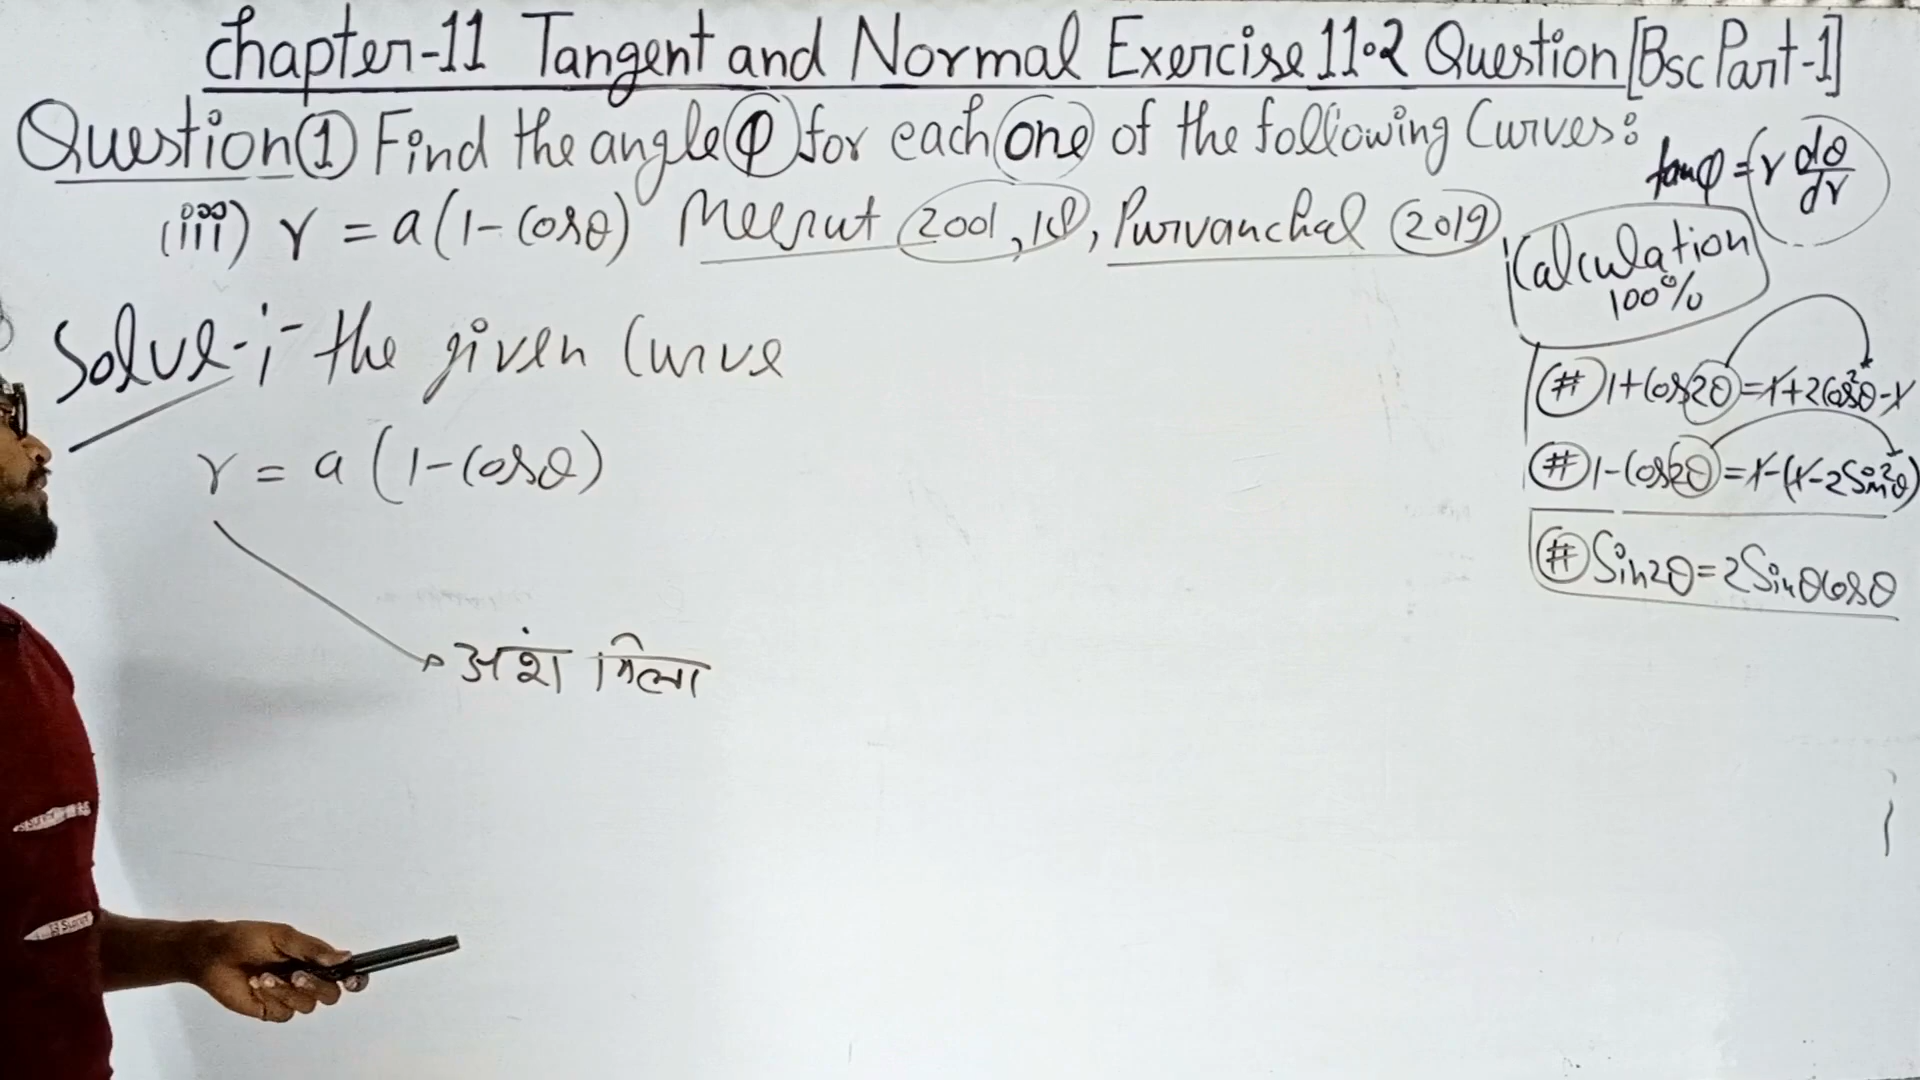 Chapter-11 Tangent and Normal Exercise 11.2 Question [Bsc Part-1]
Question ① Find the angle φ for each one of the following Curves:
tanφ = r dθ/dr
(iii) r = a(1-Cosθ) Meerut 2001, Purvanchal 2019
Calculation
100%
Solve:- the given Curve
# 1+Cos2θ=1+2Cos²θ-1
r = a (1-Cosθ)
# 1-Cos2θ=1-(1-2Sin²θ)
# Sin2θ=2SinθCosθ
अंश मिला